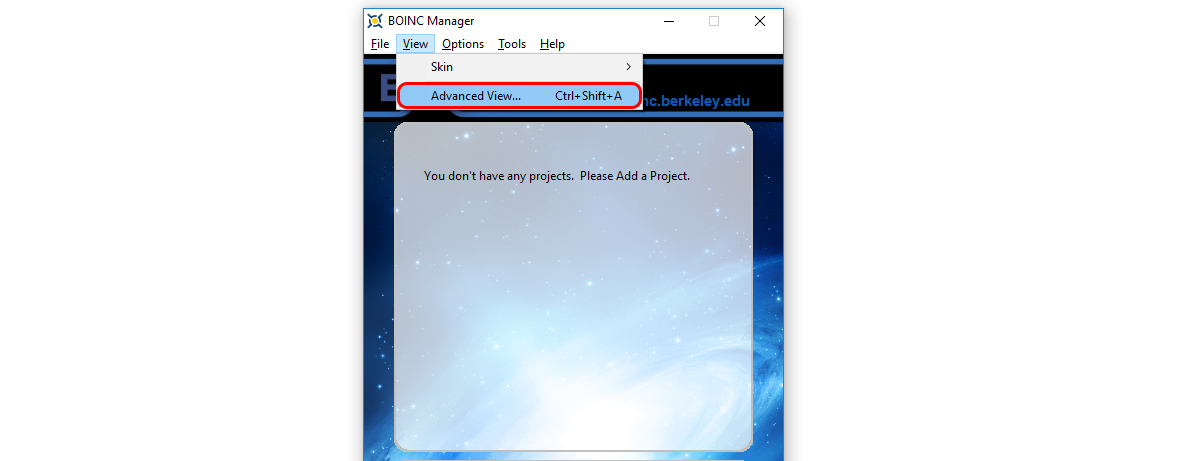 BOINC Manager
File View Options Tools Help
Skin
Advanced View... Ctrl+Shift+A
nc.berkeley.edu
You don't have any projects.  Please Add a Project.